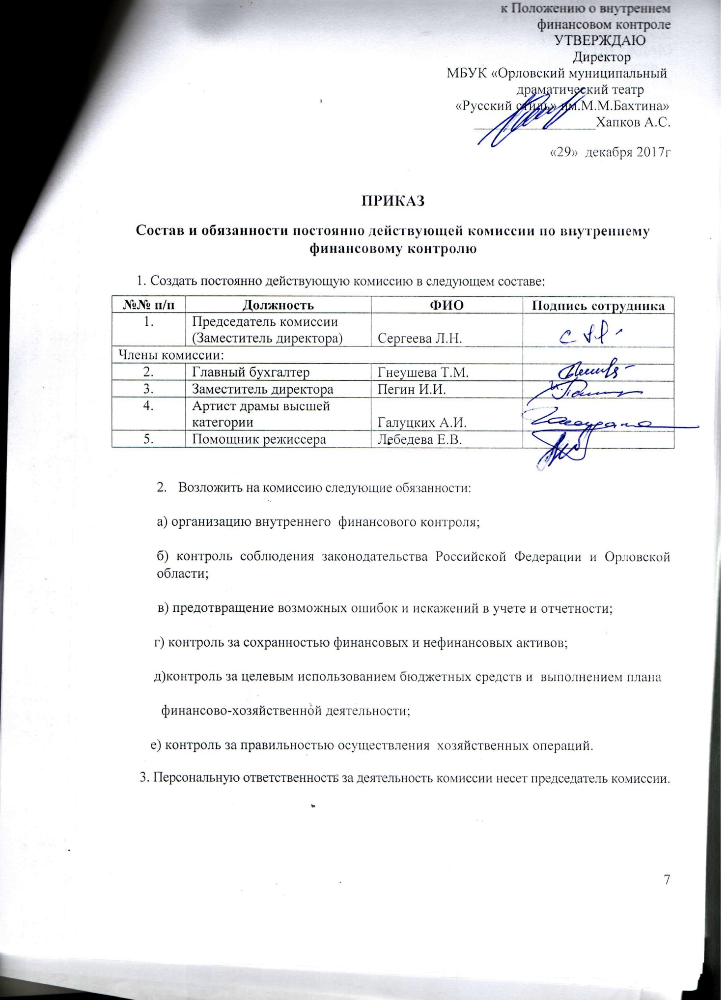 к Положению о внутреннем
финансовом контроле
УТВЕРЖДАЮ
Директор
МБУК «Орловский муниципальный
драматический театр
«Русский стиль» им.М.М.Бахтина»
Хапков А.С.
«29» декабря 2017г
ПРИКАЗ
Состав и обязанности постоянно действующей комиссии по внутреннему
финансовому контролю
1. Создать постоянно действующую комиссию в следующем составе:
№№ п/п Должность ФИО Подпись сотрудника
1. Председатель комиссии
(Заместитель директора) Сергеева Л.Н.
Члены комиссии:
2. Главный бухгалтер Гнеушева Т.М.
3. Заместитель директора Пегин И.И.
4. Артист драмы высшей
категории Галуцких А.И.
5. Помощник режиссера Лебедева Е.В.
2. Возложить на комиссию следующие обязанности:
а) организацию внутреннего финансового контроля;
б) контроль соблюдения законодательства Российской Федерации и Орловской
области;
в) предотвращение возможных ошибок и искажений в учете и отчетности;
г) контроль за сохранностью финансовых и нефинансовых активов;
д)контроль за целевым использованием бюджетных средств и выполнением плана
финансово-хозяйственной деятельности;
е) контроль за правильностью осуществления хозяйственных операций.
3. Персональную ответственность за деятельность комиссии несет председатель комиссии.
7